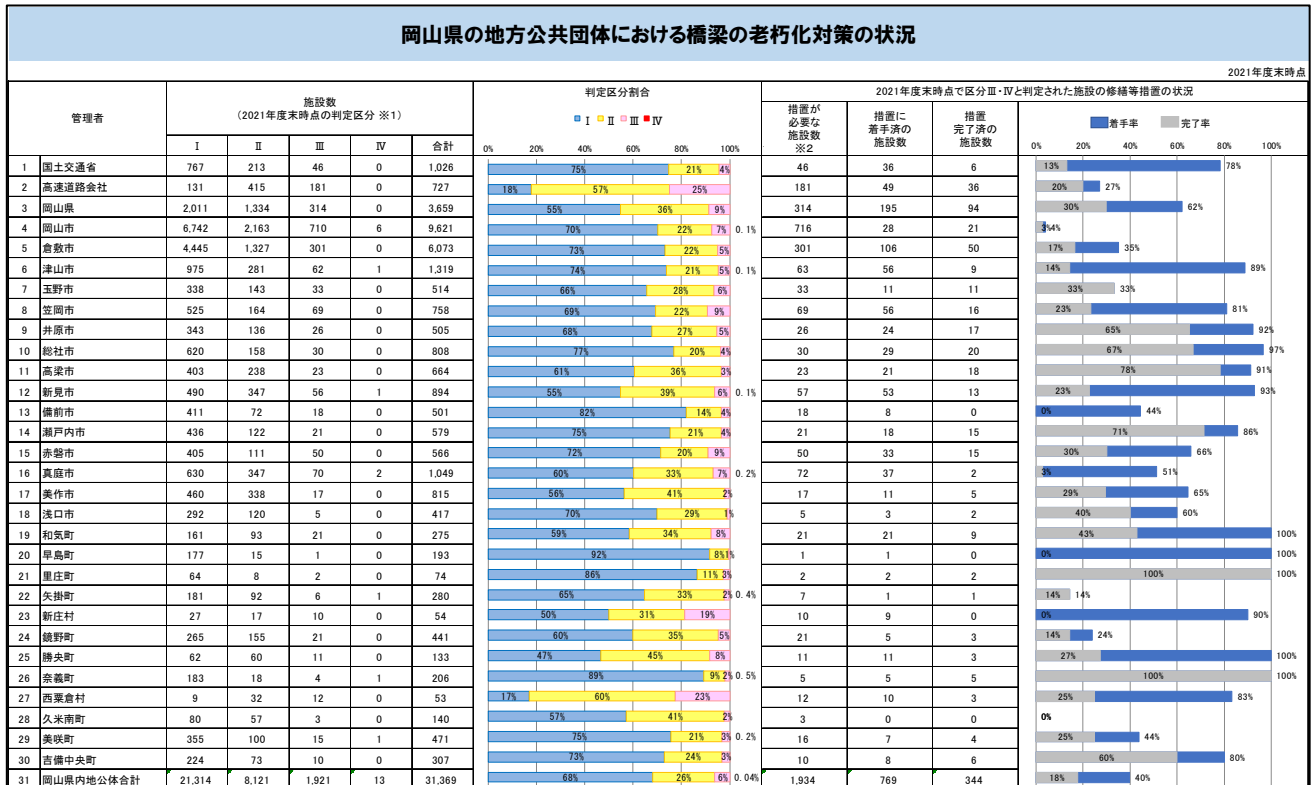 岡山県の地方公共団体における橋梁の老朽化対策の状況
2021年度末時点
管理者 施設数 (2021年度末時点の判定区分 ※1) 判定区分割合 2021年度末時点で区分Ⅲ・Ⅳと判定された施設の修繕等措置の状況
Ⅰ Ⅱ Ⅲ Ⅳ 合計 Ⅰ Ⅱ Ⅲ Ⅳ 措置が必要な施設数※2 措置に着手済の施設数 措置完了済の施設数 着手率 完了率
0% 20% 40% 60% 80% 100% 0% 20% 40% 60% 80% 100%
1 国土交通省 767 213 46 0 1,026 75% 21% 4% 46 36 6 13% 78%
2 高速道路会社 131 415 181 0 727 18% 57% 25% 181 49 36 20% 27%
3 岡山県 2,011 1,334 314 0 3,659 55% 36% 9% 314 195 94 30% 62%
4 岡山市 6,742 2,163 710 6 9,621 70% 22% 7% 0.1% 716 28 21 3% 4%
5 倉敷市 4,445 1,327 301 0 6,073 73% 22% 5% 301 106 50 17% 35%
6 津山市 975 281 62 1 1,319 74% 21% 5% 0.1% 63 56 9 14% 89%
7 玉野市 338 143 33 0 514 66% 28% 6% 33 11 11 33% 33%
8 笠岡市 525 164 69 0 758 69% 22% 9% 69 56 16 23% 81%
9 井原市 343 136 26 0 505 68% 27% 5% 26 24 17 65% 92%
10 総社市 620 158 30 0 808 77% 20% 4% 30 29 20 67% 97%
11 高梁市 403 238 23 0 664 61% 36% 3% 23 21 18 78% 91%
12 新見市 490 347 56 1 894 55% 39% 6% 0.1% 57 53 13 23% 93%
13 備前市 411 72 18 0 501 82% 14% 4% 18 8 0 0% 44%
14 瀬戸内市 436 122 21 0 579 75% 21% 4% 21 18 15 71% 86%
15 赤磐市 405 111 50 0 566 72% 20% 9% 50 33 15 30% 66%
16 真庭市 630 347 70 2 1,049 60% 33% 7% 0.2% 72 37 2 3% 51%
17 美作市 460 338 17 0 815 56% 41% 2% 17 11 5 29% 65%
18 浅口市 292 120 5 0 417 70% 29% 1% 5 3 2 40% 60%
19 和気町 161 93 21 0 275 59% 34% 8% 21 21 9 43% 100%
20 早島町 177 15 1 0 193 92% 8% 1% 1 1 0 0% 100%
21 里庄町 64 8 2 0 74 86% 11% 3% 2 2 2 100% 100%
22 矢掛町 181 92 6 1 280 65% 33% 2% 0.4% 7 1 1 14% 14%
23 新庄村 27 17 10 0 54 50% 31% 19% 10 9 0 0% 90%
24 鏡野町 265 155 21 0 441 60% 35% 5% 21 5 3 14% 24%
25 勝央町 62 60 11 0 133 47% 45% 8% 11 11 3 27% 100%
26 奈義町 183 18 4 1 206 89% 9% 2% 0.5% 5 5 5 100% 100%
27 西粟倉村 9 32 12 0 53 17% 60% 23% 12 10 3 25% 83%
28 久米南町 80 57 3 0 140 57% 41% 2% 3 0 0 0%
29 美咲町 355 100 15 1 471 75% 21% 3% 0.2% 16 7 4 25% 44%
30 吉備中央町 224 73 10 0 307 73% 24% 3% 10 8 6 60% 80%
31 岡山県内地公体合計 21,314 8,121 1,921 13 31,369 68% 26% 6% 0.04% 1,934 769 344 18% 40%